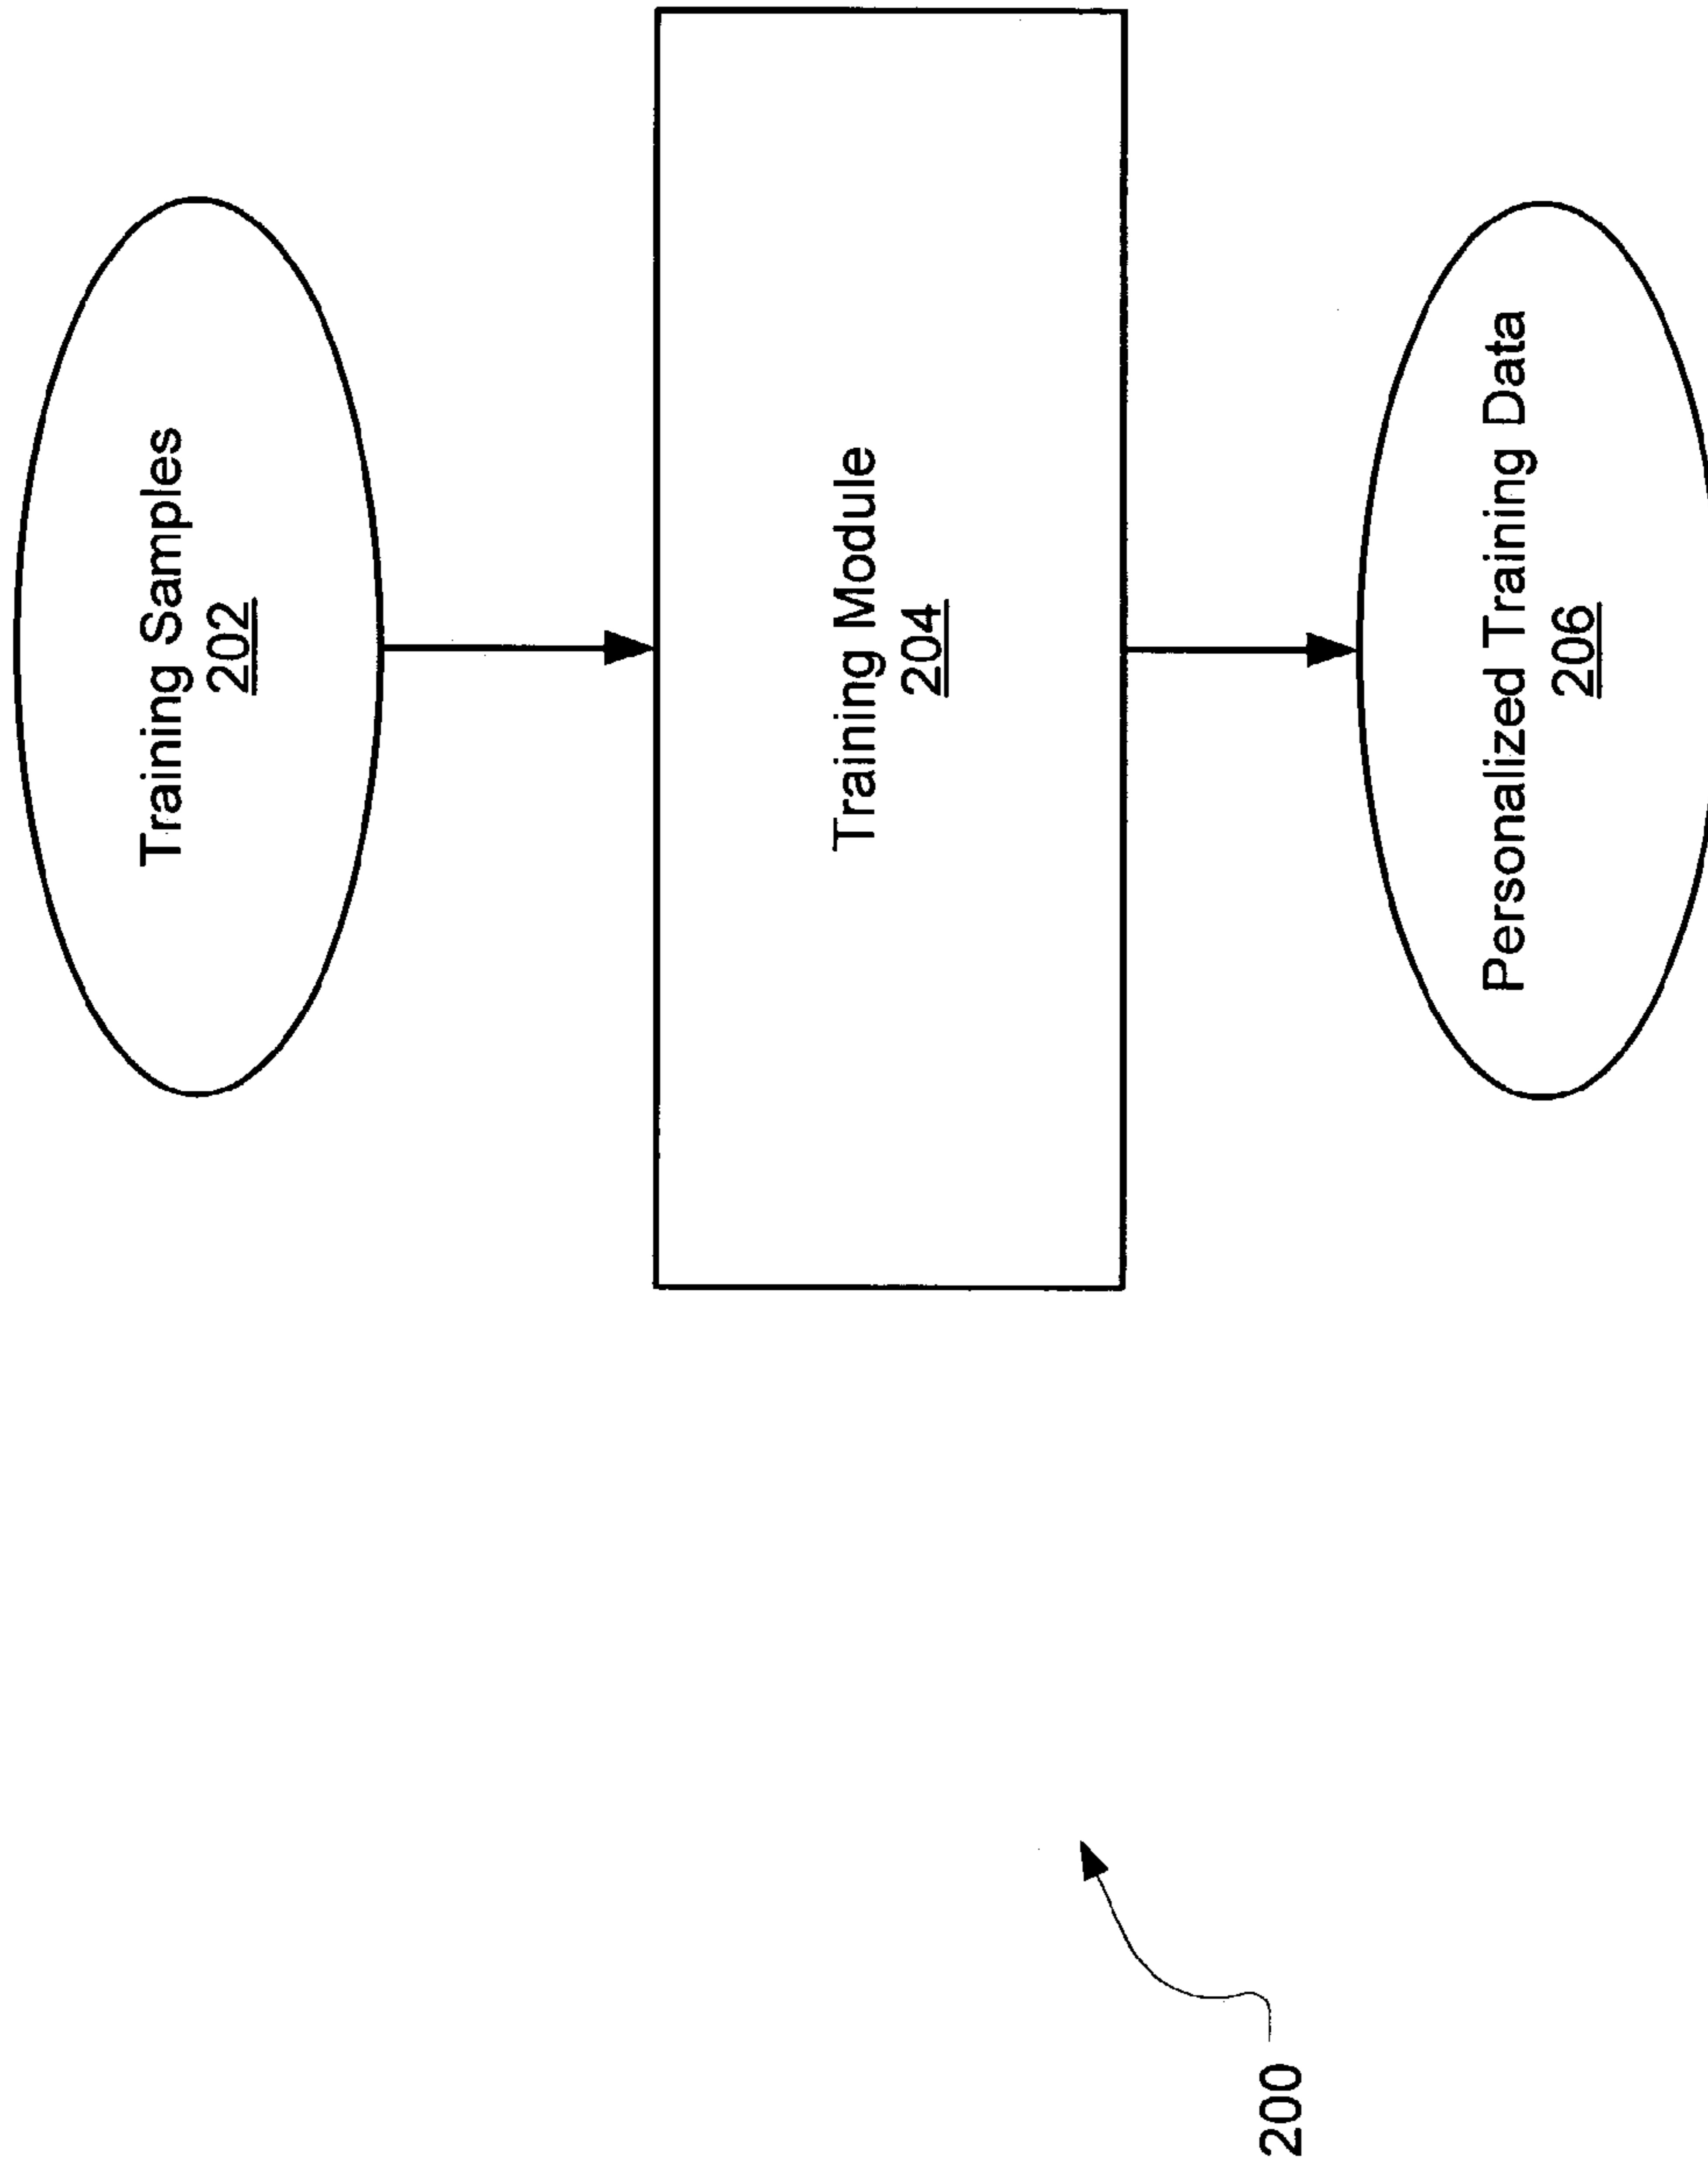 Training Samples
202
Training Module
204
Personalized Training Data
206
200